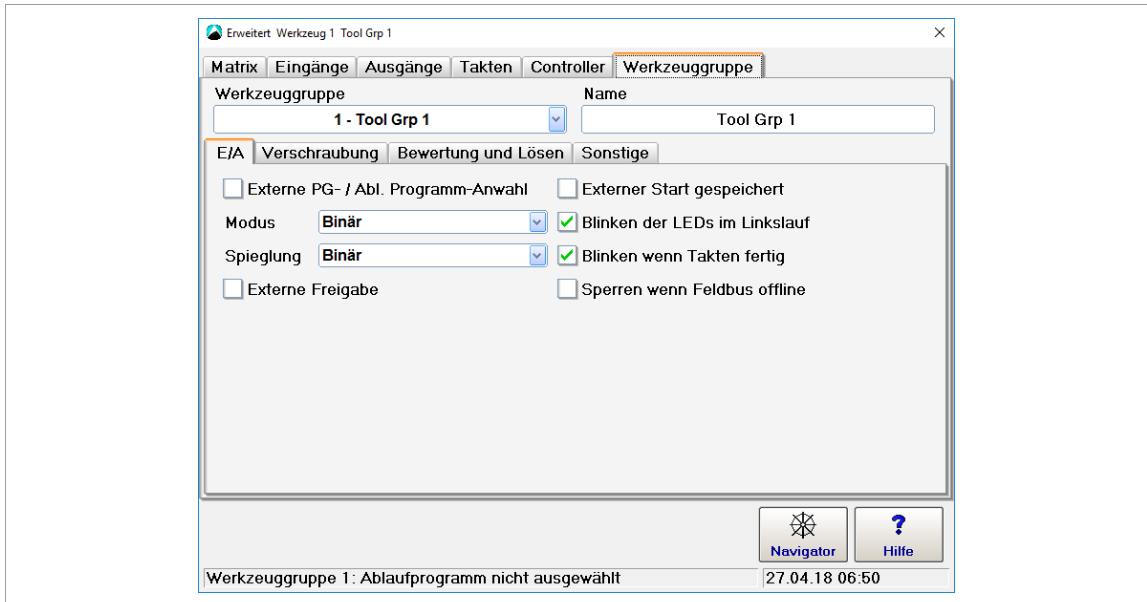 Erweitert Werkzeug 1 Tool Grp 1
Matrix Eingänge Ausgänge Takten Controller Werkzeuggruppe
Werkzeuggruppe Name
1 - Tool Grp 1 Tool Grp 1
E/A Verschraubung Bewertung und Lösen Sonstige
Externe PG- / Abl. Programm-Anwahl Externer Start gespeichert
Modus Binär Blinken der LEDs im Linkslauf
Spieglung Binär Blinken wenn Takten fertig
Externe Freigabe Sperren wenn Feldbus offline
? 
Navigator Hilfe
Werkzeuggruppe 1: Ablaufprogramm nicht ausgewählt 27.04.18 06:50